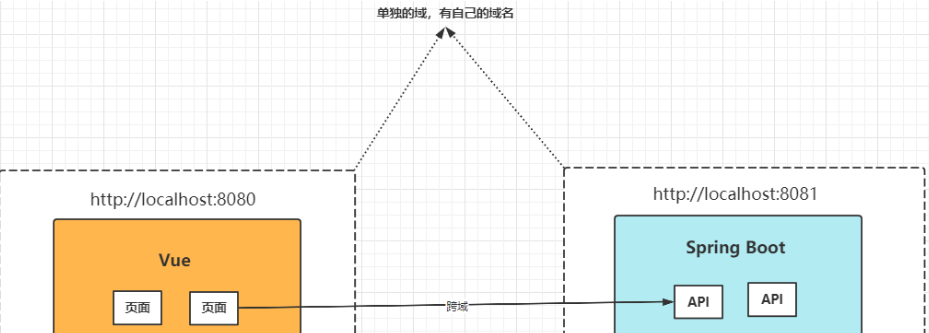 单独的域，有自己的域名
http://localhost:8080
http://localhost:8081
Vue
Spring Boot
页面
页面
跨域
API
API